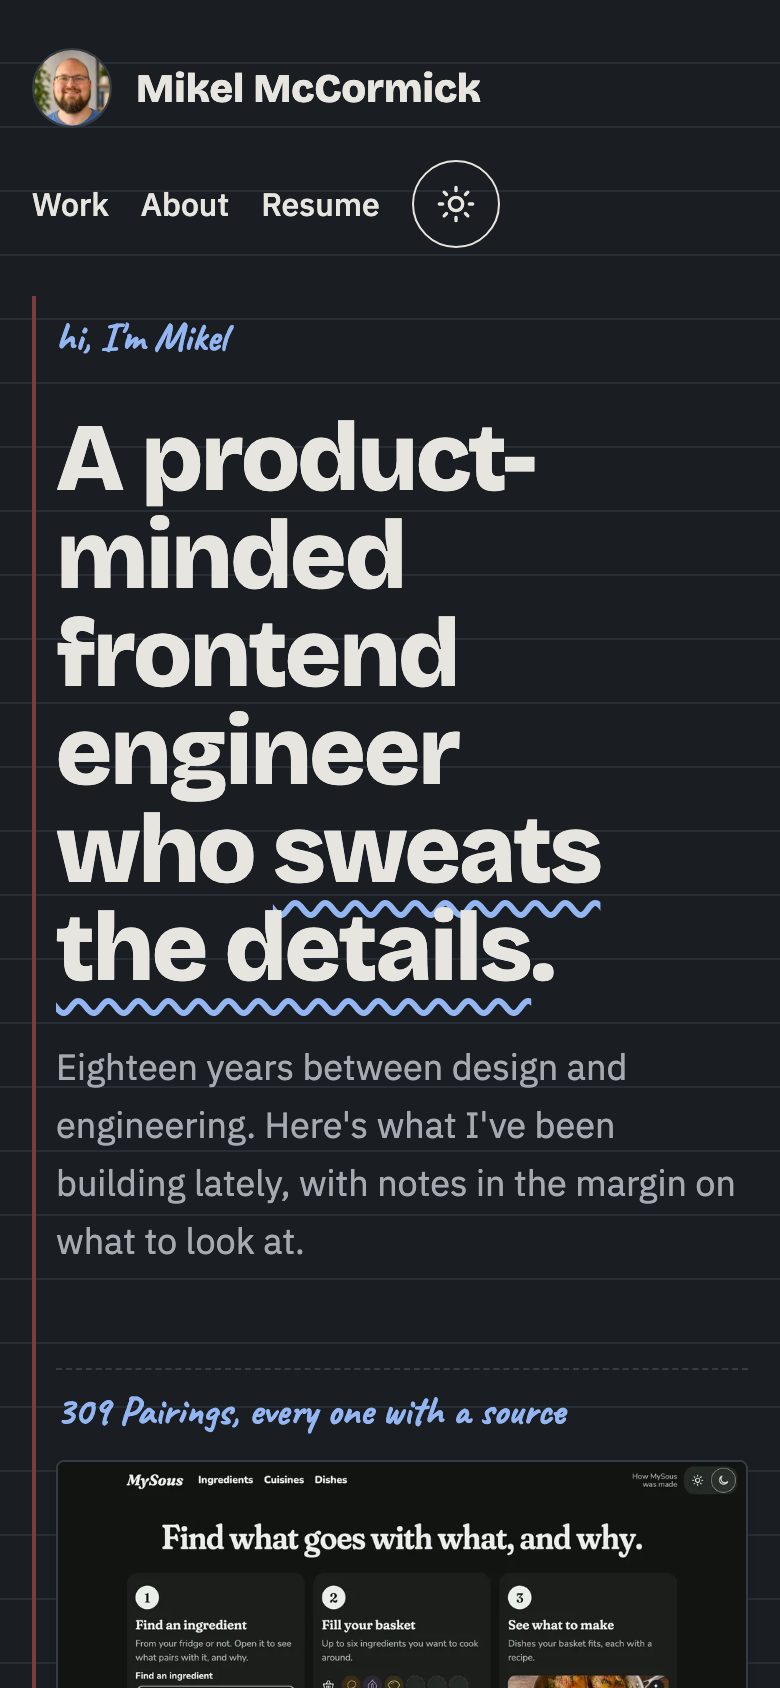 Mikel McCormick
Work About Resume
hi, I'm Mikel
A product-
minded
frontend
engineer
who sweats
the details.
Eighteen years between design and
engineering. Here's what I've been
building lately, with notes in the margin on
what to look at.
309 Pairings, every one with a source
MySous Ingredients Cuisines Dishes How MySous
was made
Find what goes with what, and why.
1 2 3
Find an ingredient Fill your basket See what to make
From your fridge or not. Open it to see Up to six ingredients you want to cook Dishes your basket fits, each with a
what pairs with it, and why. around. recipe.
Find an ingredient